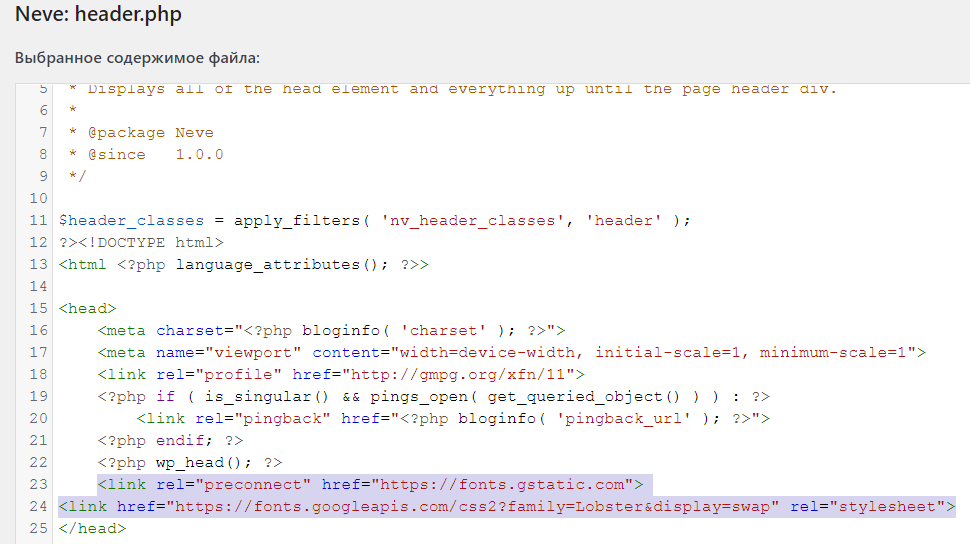 Neve: header.php
Выбранное содержимое файла:
5 * Displays all of the head element and everything up until the page header div.
6 *
7 * @package Neve
8 * @since   1.0.0
9 */
10
11 $header_classes = apply_filters( 'nv_header_classes', 'header' );
12 ?><!DOCTYPE html>
13 <html <?php language_attributes(); ?>>
14
15 <head>
16     <meta charset="<?php bloginfo( 'charset' ); ?>">
17     <meta name="viewport" content="width=device-width, initial-scale=1, minimum-scale=1">
18     <link rel="profile" href="http://gmpg.org/xfn/11">
19     <?php if ( is_singular() && pings_open( get_queried_object() ) ) : ?>
20         <link rel="pingback" href="<?php bloginfo( 'pingback_url' ); ?>">
21     <?php endif; ?>
22     <?php wp_head(); ?>
23     <link rel="preconnect" href="https://fonts.gstatic.com">
24 <link href="https://fonts.googleapis.com/css2?family=Lobster&display=swap" rel="stylesheet">
25 </head>